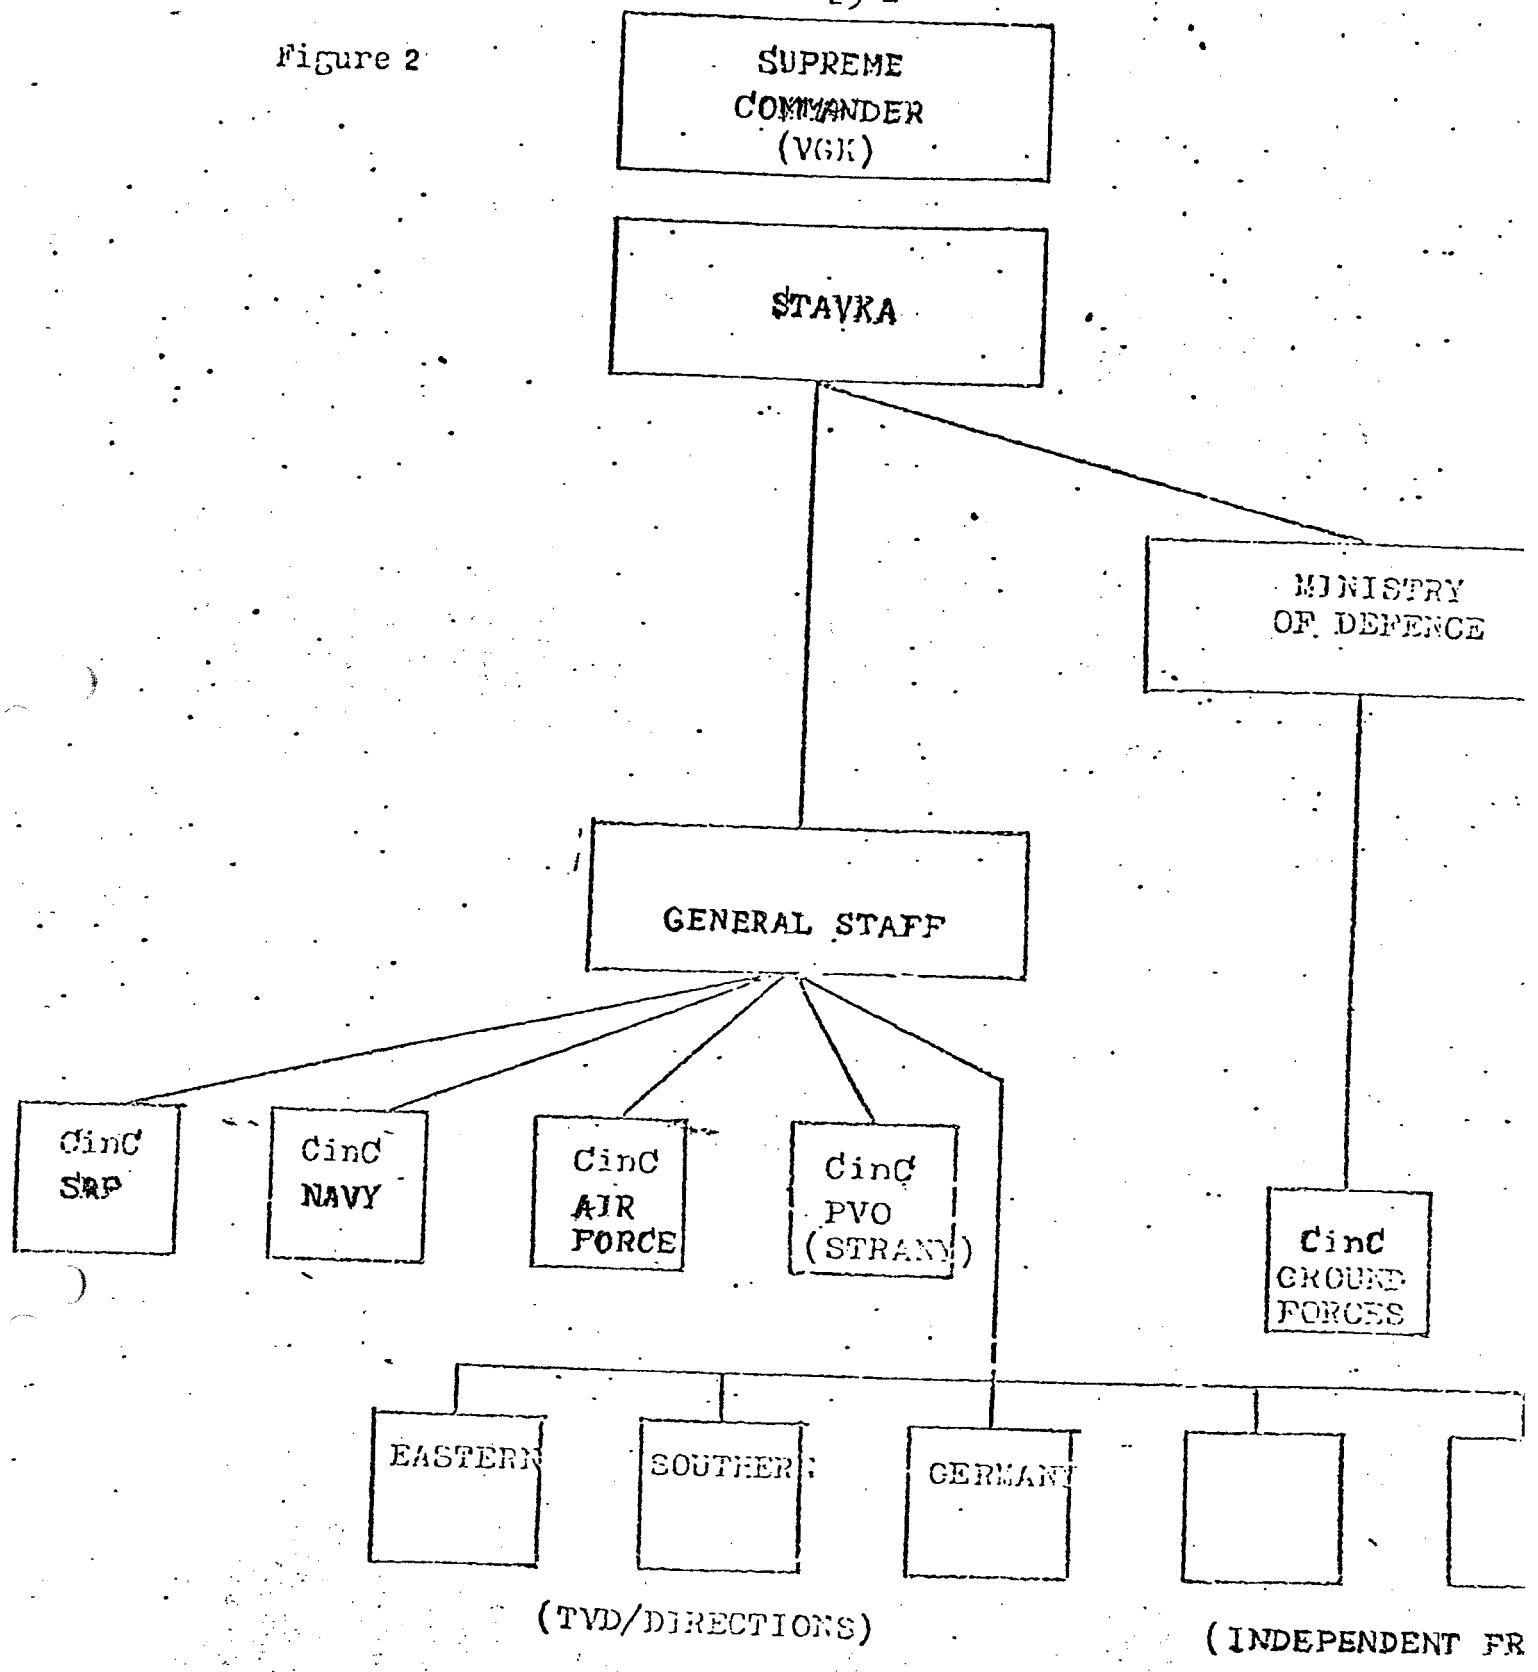 Figure 2
SUPREME
COMMANDER
(VGK)
STAVKA
MINISTRY
OF DEFENCE
GENERAL STAFF
CinC
SRF
CinC
NAVY
CinC
AIR
FORCE
CinC
PVO
(STRANY)
CinC
GROUND
FORCES
EASTERN
SOUTHERN
GERMANY
(TVD/DIRECTIONS)
(INDEPENDENT FR